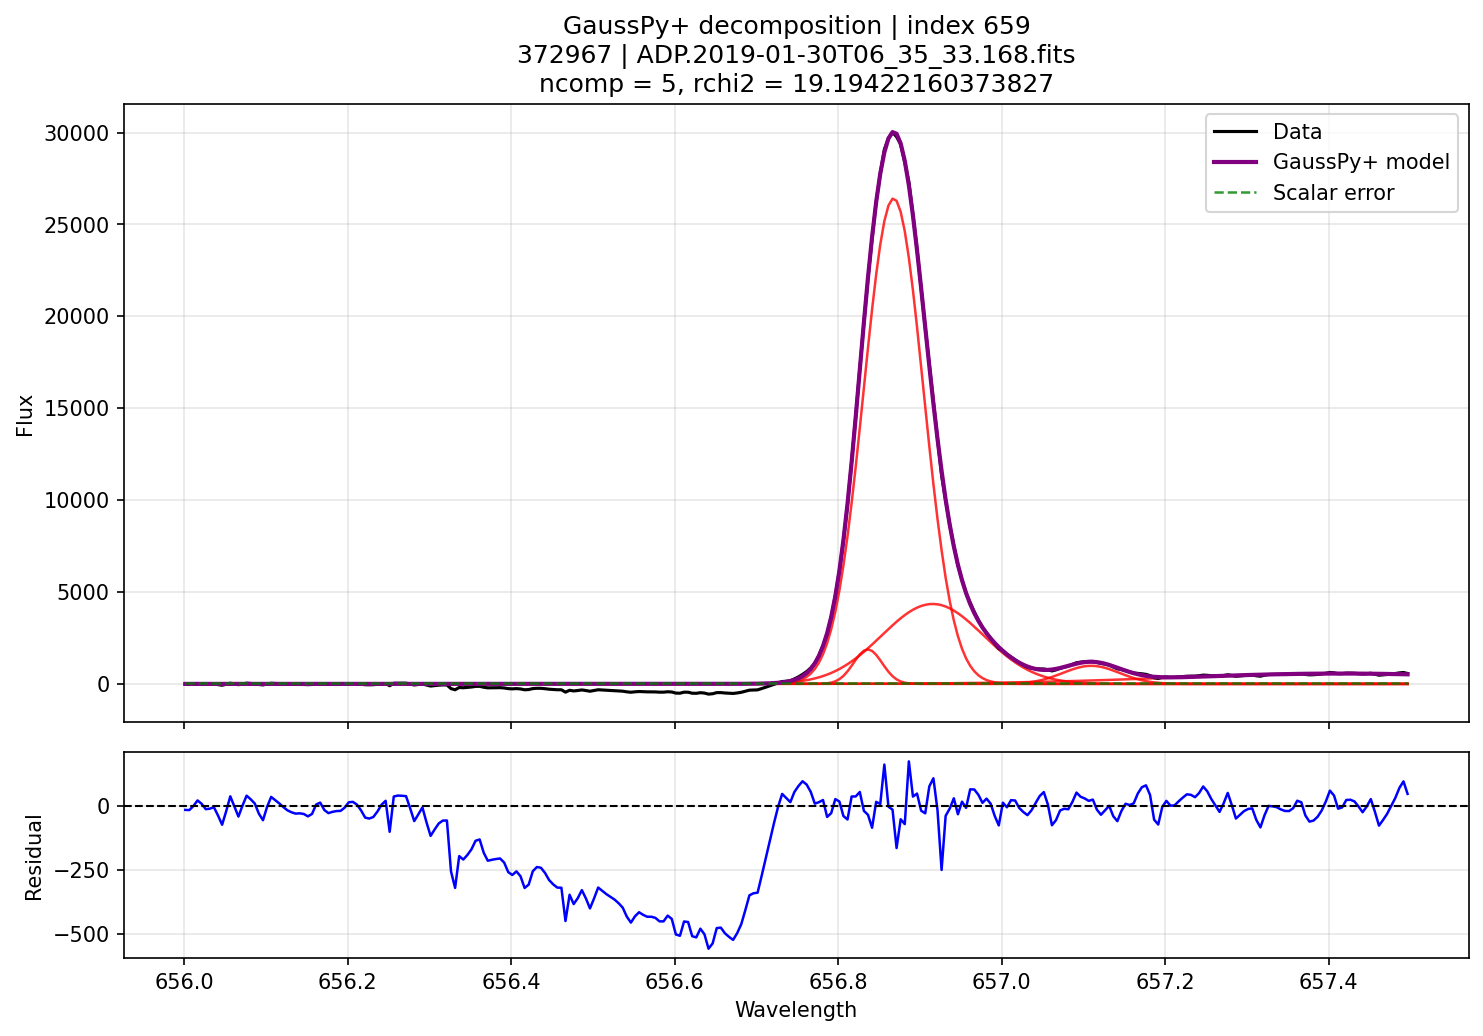 GaussPy+ decomposition | index 659
372967 | ADP.2019-01-30T06_35_33.168.fits
ncomp = 5, rchi2 = 19.19422160373827
Data
GaussPy+ model
Scalar error
Flux
30000
25000
20000
15000
10000
5000
0
Residual
0
−250
−500
656.0 656.2 656.4 656.6 656.8 657.0 657.2 657.4
Wavelength